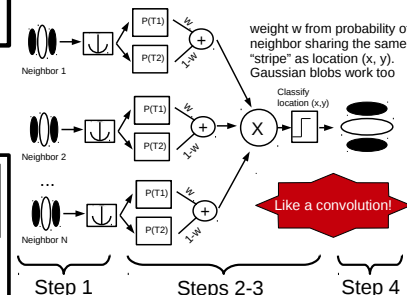 weight w from probability of
neighbor sharing the same
“stripe” as location (x, y).
Gaussian blobs work too
P(T1)
w
+
P(T2)
1-w
Neighbor 1
Classify
location (x,y)
P(T1)
w
+
P(T2)
1-w
X
Neighbor 2
...
P(T1)
w
+
P(T2)
1-w
Neighbor N
Like a convolution!
Step 1
Steps 2-3
Step 4